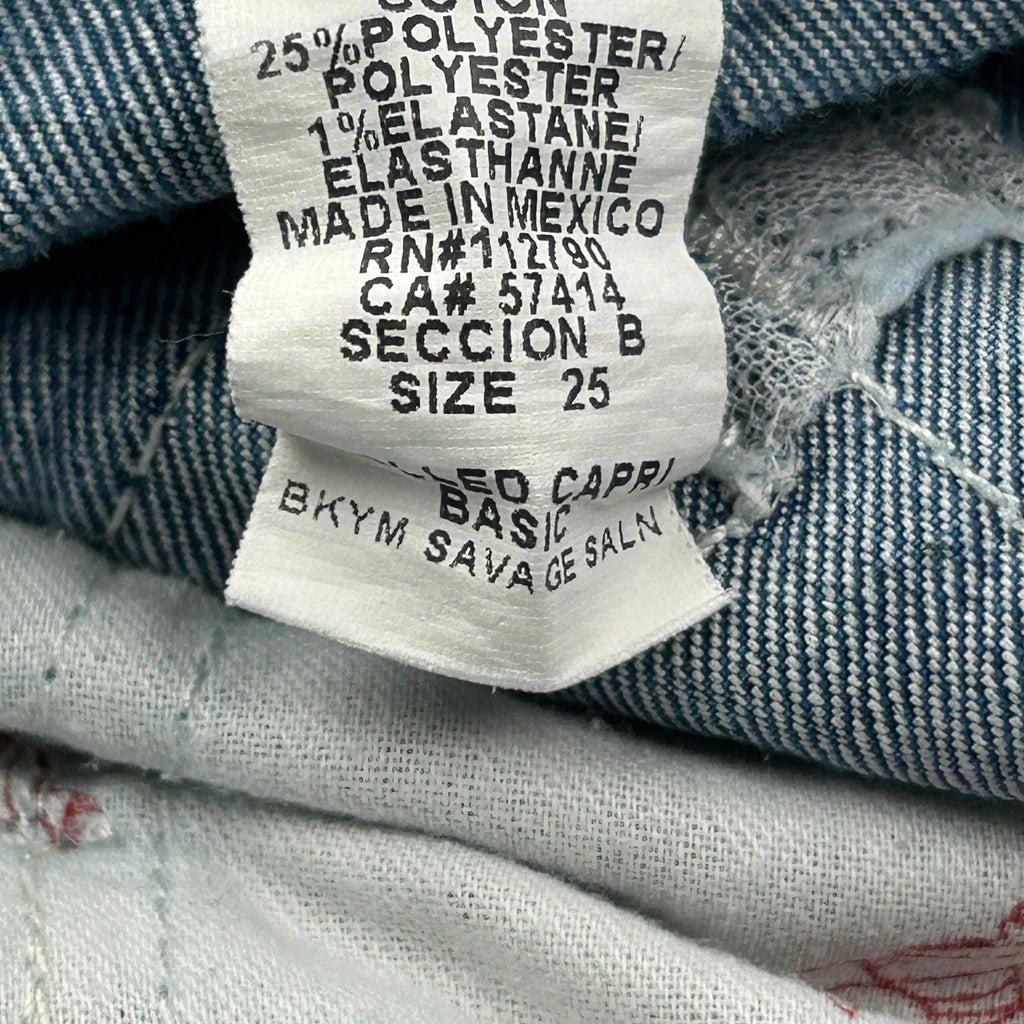 25%POLYESTER/
POLYESTER
1%ELASTANE/
ELASTHANNE
MADE IN MEXICO
RN#112790
CA# 57414
SECCION B
SIZE 25
CAPRI
BASIC
BKYM SAVAGE SALN